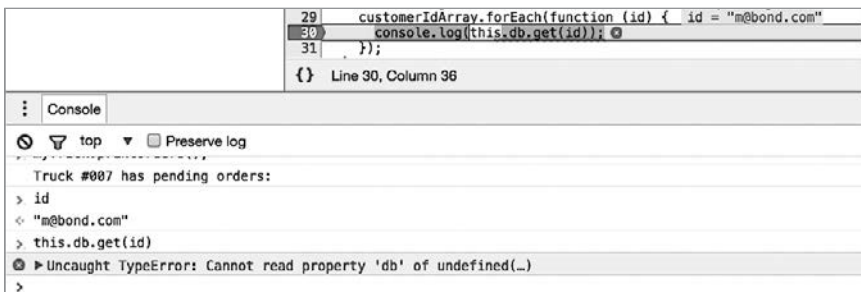 29 customerIdArray.forEach(function (id) { id = "m@bond.com"
30 console.log(this.db.get(id));
31 });
{} Line 30, Column 36
Console
top Preserve log
Truck #007 has pending orders:
> id
"m@bond.com"
> this.db.get(id)
Uncaught TypeError: Cannot read property 'db' of undefined(…)
>